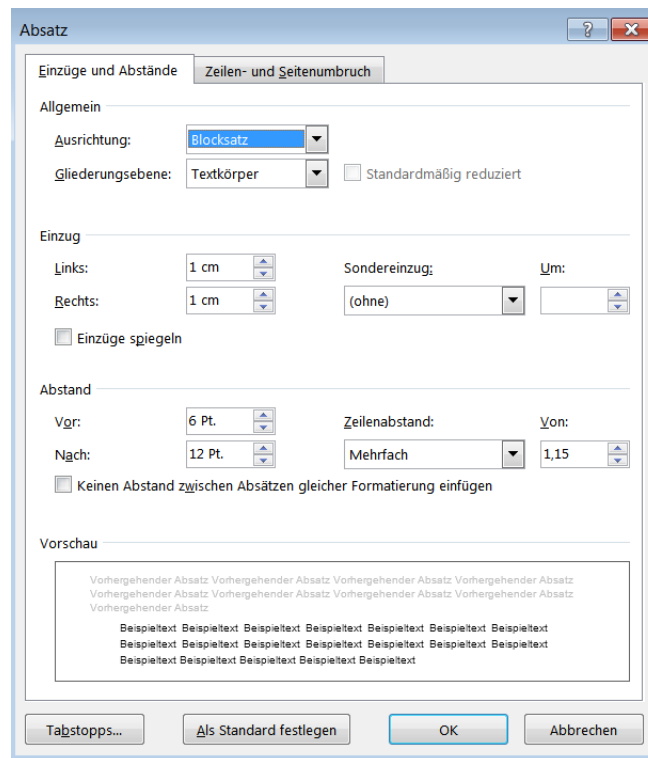 Absatz
Einzüge und Abstände Zeilen- und Seitenumbruch
Allgemein
Ausrichtung: Blocksatz
Gliederungsebene: Textkörper Standardmäßig reduziert
Einzug
Links: 1 cm Sondereinzug: Um:
Rechts: 1 cm (ohne)
Einzüge spiegeln
Abstand
Vor: 6 Pt. Zeilenabstand: Von:
Nach: 12 Pt. Mehrfach 1,15
Keinen Abstand zwischen Absätzen gleicher Formatierung einfügen
Vorschau
Vorhergehender Absatz Vorhergehender Absatz Vorhergehender Absatz Vorhergehender Absatz
Vorhergehender Absatz Vorhergehender Absatz Vorhergehender Absatz Vorhergehender Absatz
Vorhergehender Absatz
Beispieltext Beispieltext Beispieltext Beispieltext Beispieltext Beispieltext Beispieltext
Beispieltext Beispieltext Beispieltext Beispieltext Beispieltext Beispieltext Beispieltext
Beispieltext Beispieltext Beispieltext Beispieltext Beispieltext
Tabstopps... Als Standard festlegen OK Abbrechen